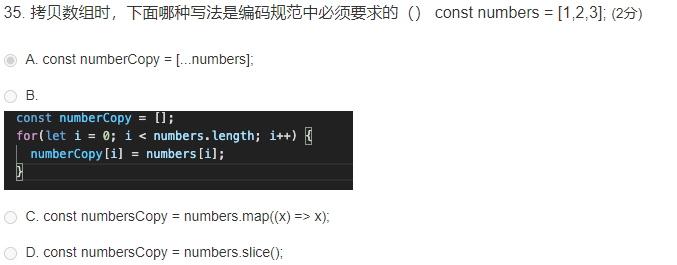 35. 拷贝数组时，下面哪种写法是编码规范中必须要求的（） const numbers = [1,2,3]; (2分)
A. const numberCopy = [...numbers];
B.
const numberCopy = [];
for(let i = 0; i < numbers.length; i++) {
numberCopy[i] = numbers[i];
}
C. const numbersCopy = numbers.map((x) => x);
D. const numbersCopy = numbers.slice();